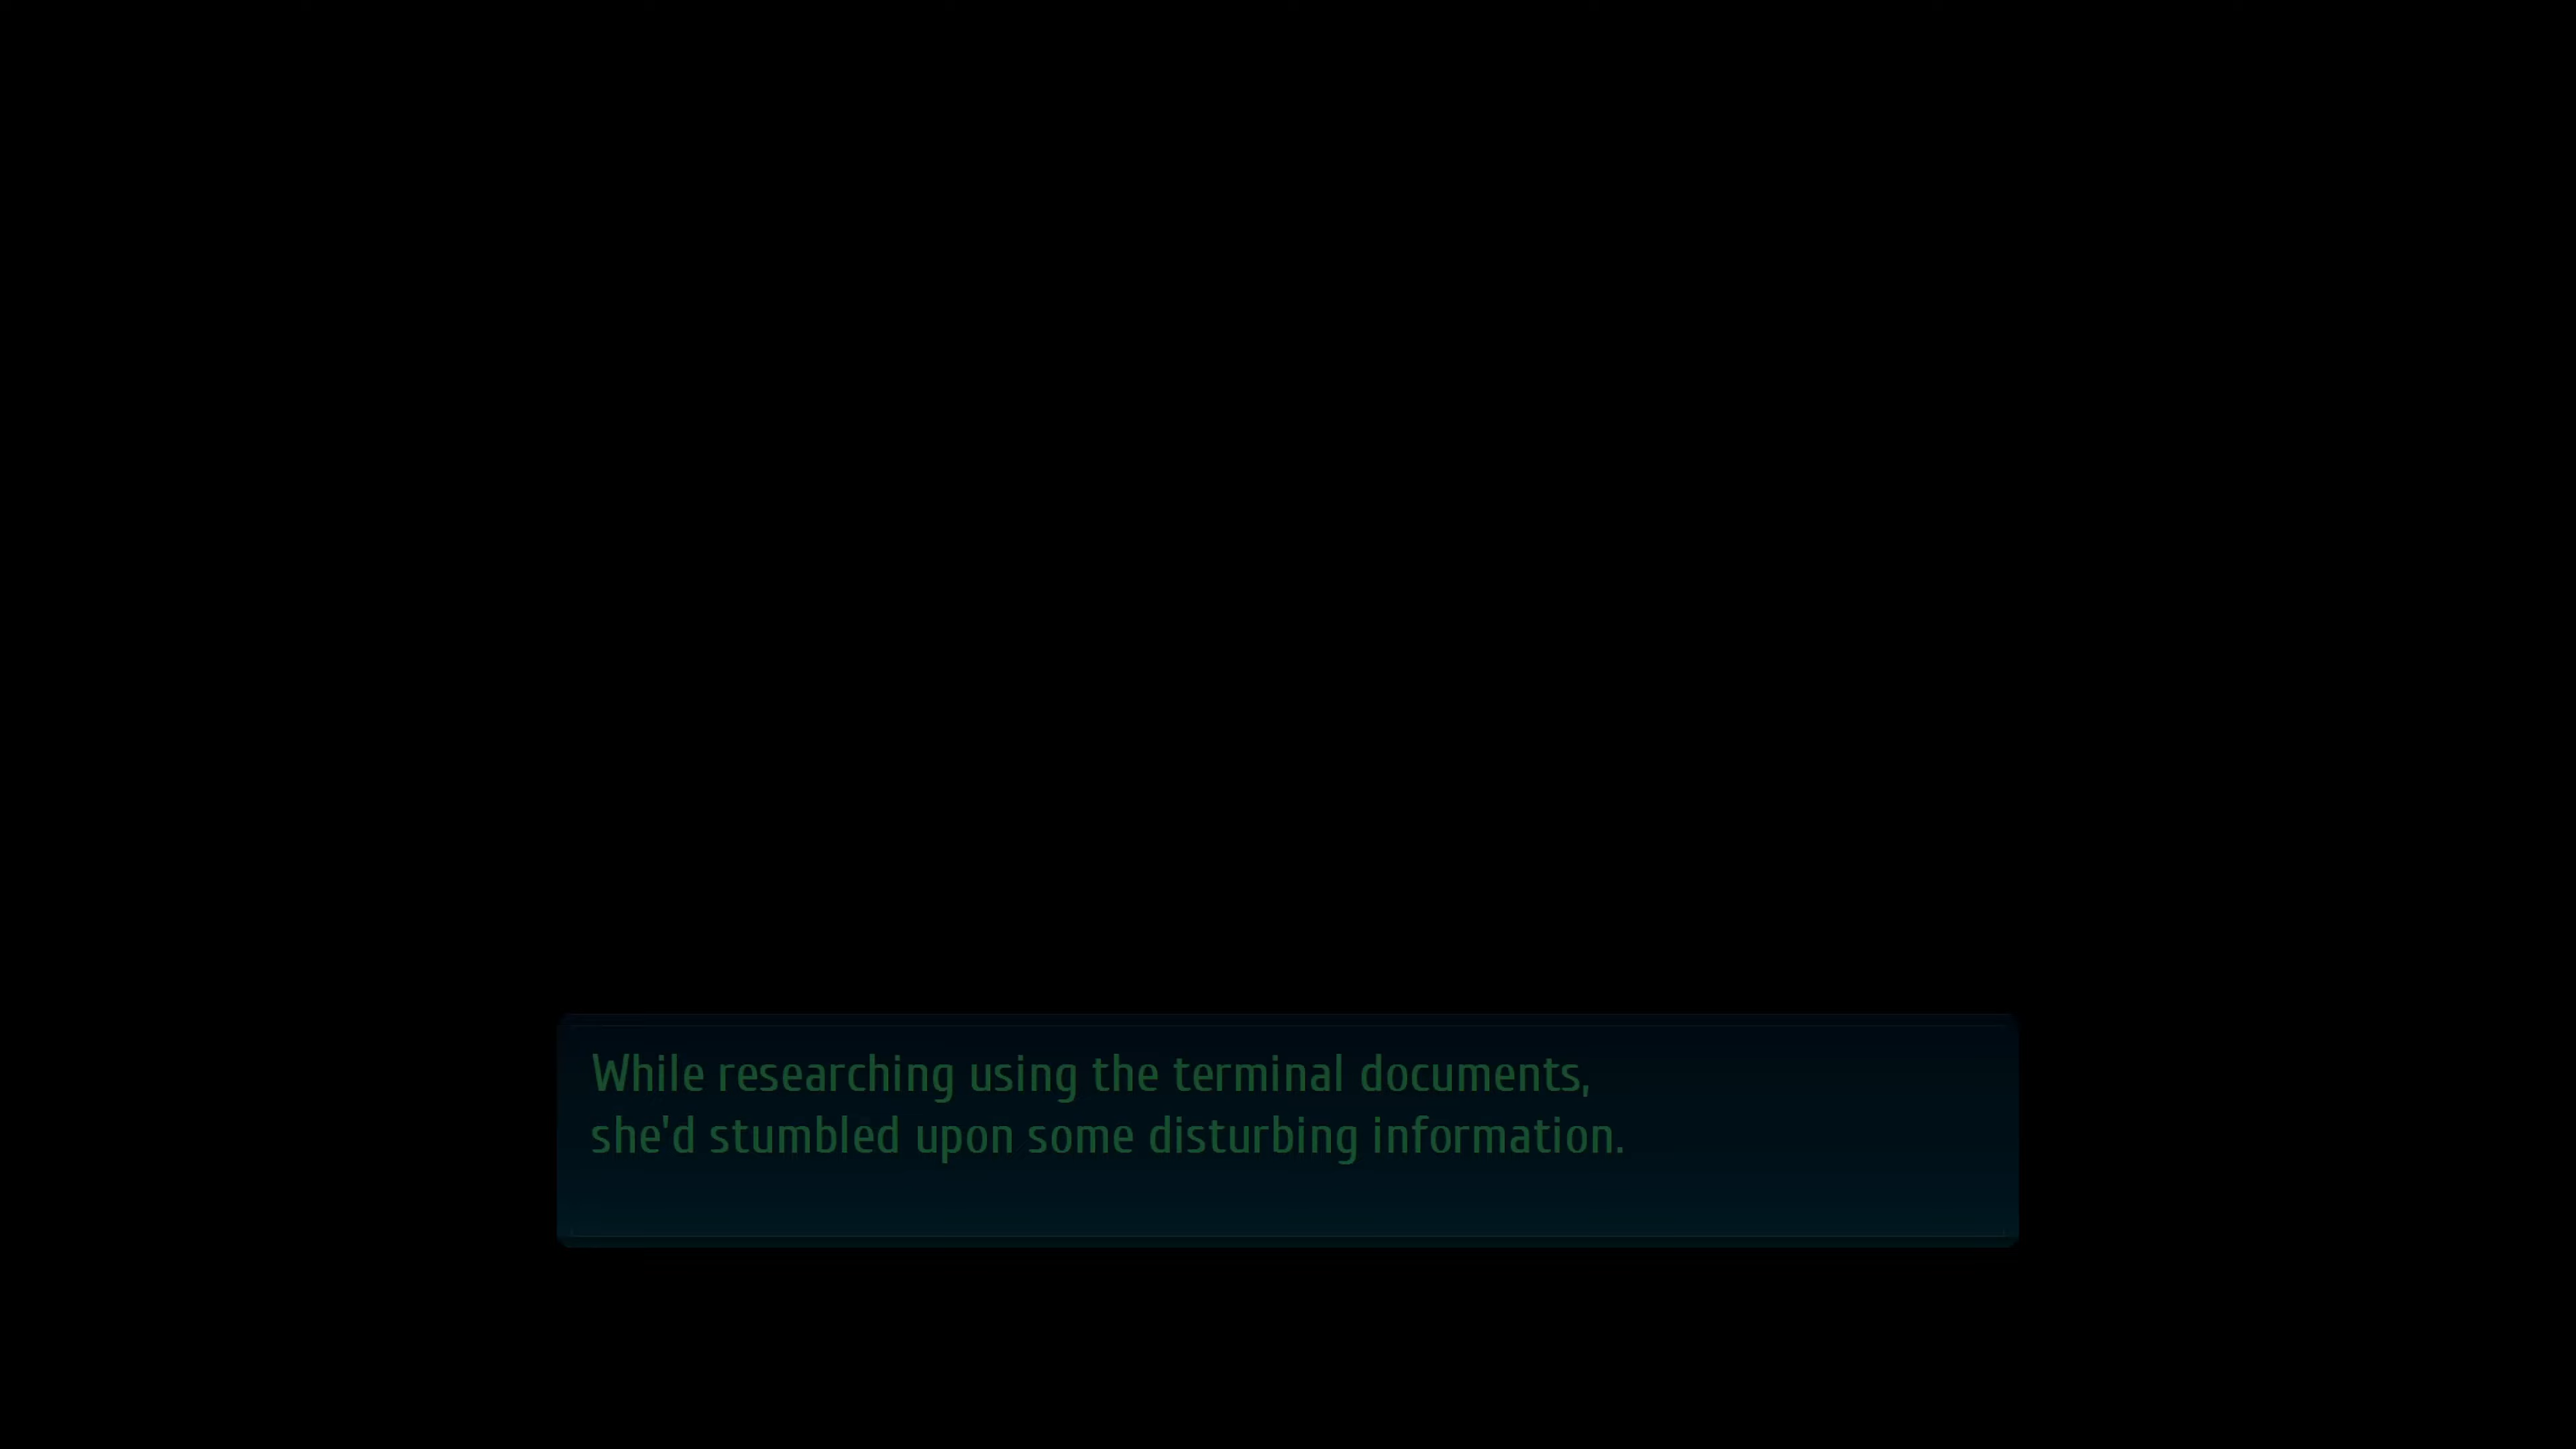 While researching using the terminal documents,
she'd stumbled upon some disturbing information.